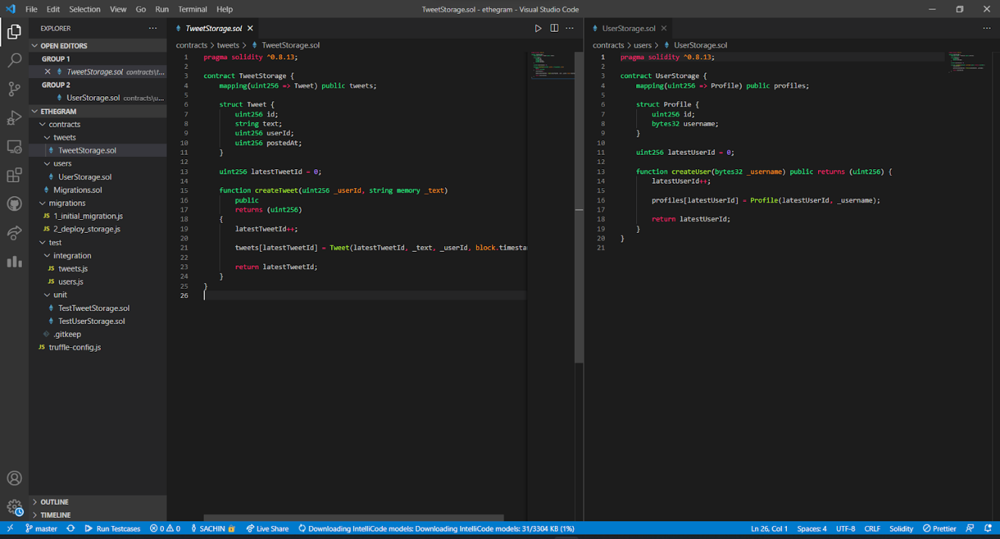 File Edit Selection View Go Run Terminal Help
TweetStorage.sol - ethegram - Visual Studio Code
EXPLORER
OPEN EDITORS
GROUP 1
TweetStorage.sol contracts\t...
GROUP 2
UserStorage.sol contracts\u...
ETHEGRAM
contracts
tweets
TweetStorage.sol
users
UserStorage.sol
Migrations.sol
migrations
JS 1_initial_migration.js
JS 2_deploy_storage.js
test
integration
JS tweets.js
JS users.js
unit
TestTweetStorage.sol
TestUserStorage.sol
.gitkeep
JS truffle-config.js
OUTLINE
TIMELINE
TweetStorage.sol
contracts > tweets > TweetStorage.sol
1 pragma solidity ^0.8.13;
2
3 contract TweetStorage {
4 mapping(uint256 => Tweet) public tweets;
5
6 struct Tweet {
7 uint256 id;
8 string text;
9 uint256 userId;
10 uint256 postedAt;
11 }
12
13 uint256 latestTweetId = 0;
14
15 function createTweet(uint256 _userId, string memory _text)
16 public
17 returns (uint256)
18 {
19 latestTweetId++;
20
21 tweets[latestTweetId] = Tweet(latestTweetId, _text, _userId, block.timesta
22
23 return latestTweetId;
24 }
25 }
26
UserStorage.sol
contracts > users > UserStorage.sol
1 pragma solidity ^0.8.13;
2
3 contract UserStorage {
4 mapping(uint256 => Profile) public profiles;
5
6 struct Profile {
7 uint256 id;
8 bytes32 username;
9 }
10
11 uint256 latestUserId = 0;
12
13 function createUser(bytes32 _username) public returns (uint256) {
14 latestUserId++;
15
16 profiles[latestUserId] = Profile(latestUserId, _username);
17
18 return latestUserId;
19 }
20 }
21
master Run Testcases 0 0 SACHIN Live Share Downloading IntelliCode models: Downloading IntelliCode models: 31/3304 KB (1%) Ln 26, Col 1 Spaces: 4 UTF-8 CRLF Solidity Prettier